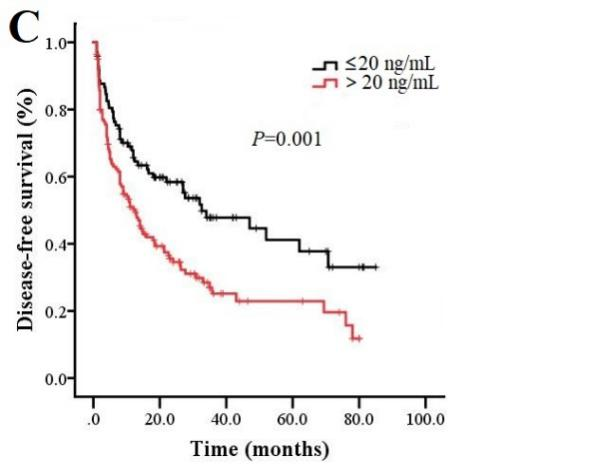 C
Disease-free survival (%)
1.0
0.8
0.6
0.4
0.2
0.0
≤20 ng/mL
> 20 ng/mL
P=0.001
.0 20.0 40.0 60.0 80.0 100.0
Time (months)